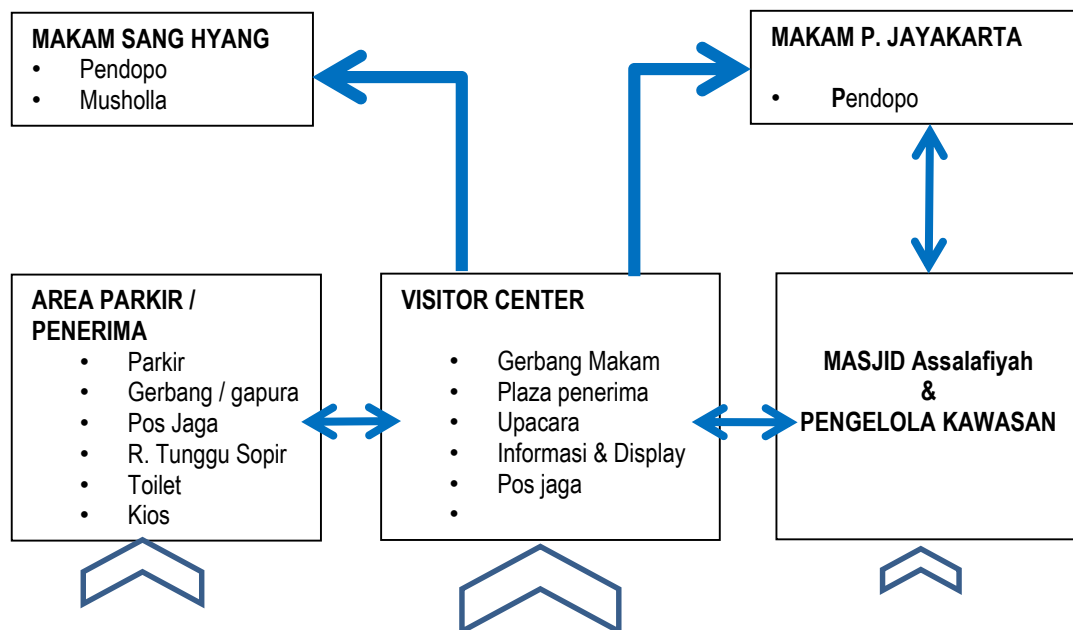 MAKAM SANG HYANG
• Pendopo
• Musholla
MAKAM P. JAYAKARTA
• Pendopo
AREA PARKIR /
PENERIMA
• Parkir
• Gerbang / gapura
• Pos Jaga
• R. Tunggu Sopir
• Toilet
• Kios
VISITOR CENTER
• Gerbang Makam
• Plaza penerima
• Upacara
• Informasi & Display
• Pos jaga
•
MASJID Assalafiyah
&
PENGELOLA KAWASAN